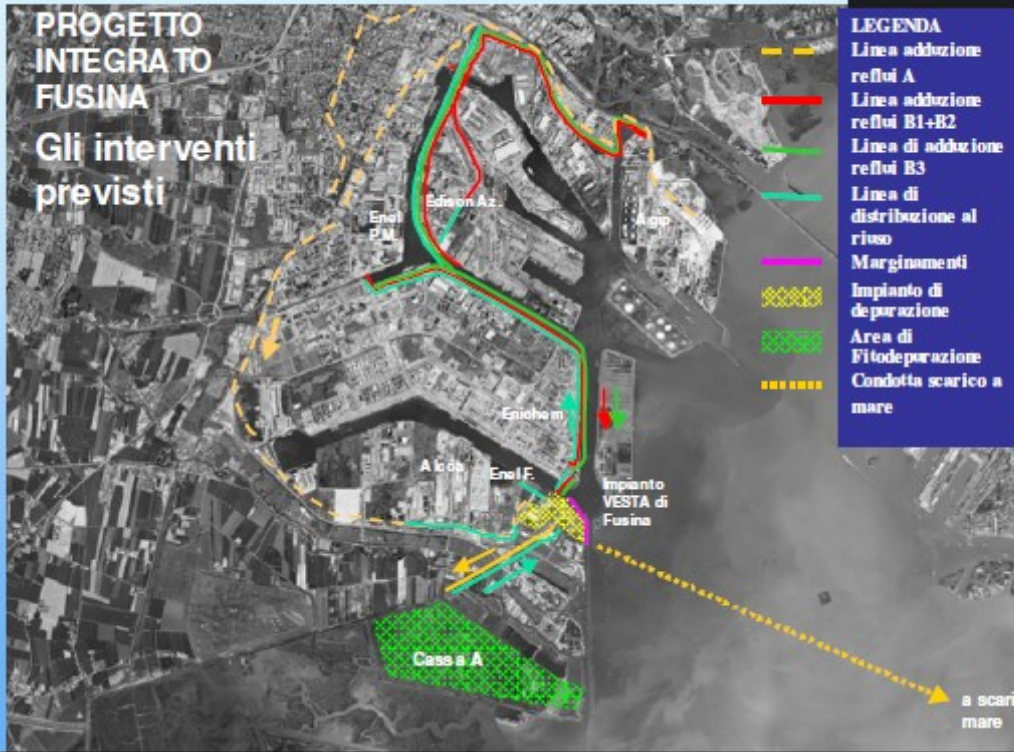 PROGETTO
INTEGRATO
FUSINA
Gli interventi
previsti
LEGENDA
Linea adduzione
reflui A
Linea adduzione
reflui B1+B2
Linea di adduzione
reflui B3
Linea di
distribuzione al
riuso
Marginamenti
Impianto di
depurazione
Area di
Fitodepurazione
Condotta scarico a
mare
Edison Az.
Enel
P.M.
Agip
Enichem
Alcoa
Enel F.
Impianto
VESTA di
Fusina
Cassa A
a scari
mare